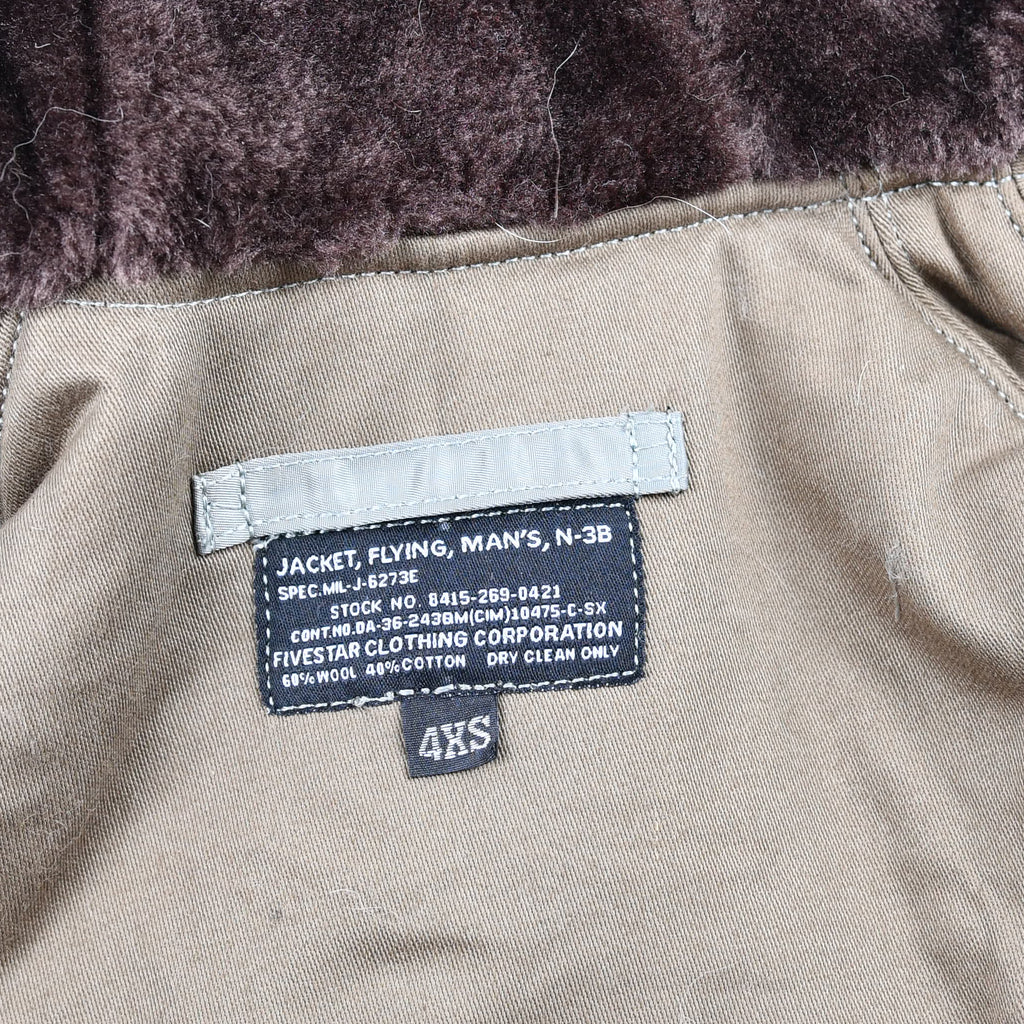 JACKET, FLYING, MAN'S, N-3B
SPEC.MIL-J-6273E
STOCK NO. 8415-269-0421
CONT.NO.DA-36-243QM(CIM)10475-C-SX
FIVESTAR CLOTHING CORPORATION
60%WOOL 40%COTTON DRY CLEAN ONLY
4XS